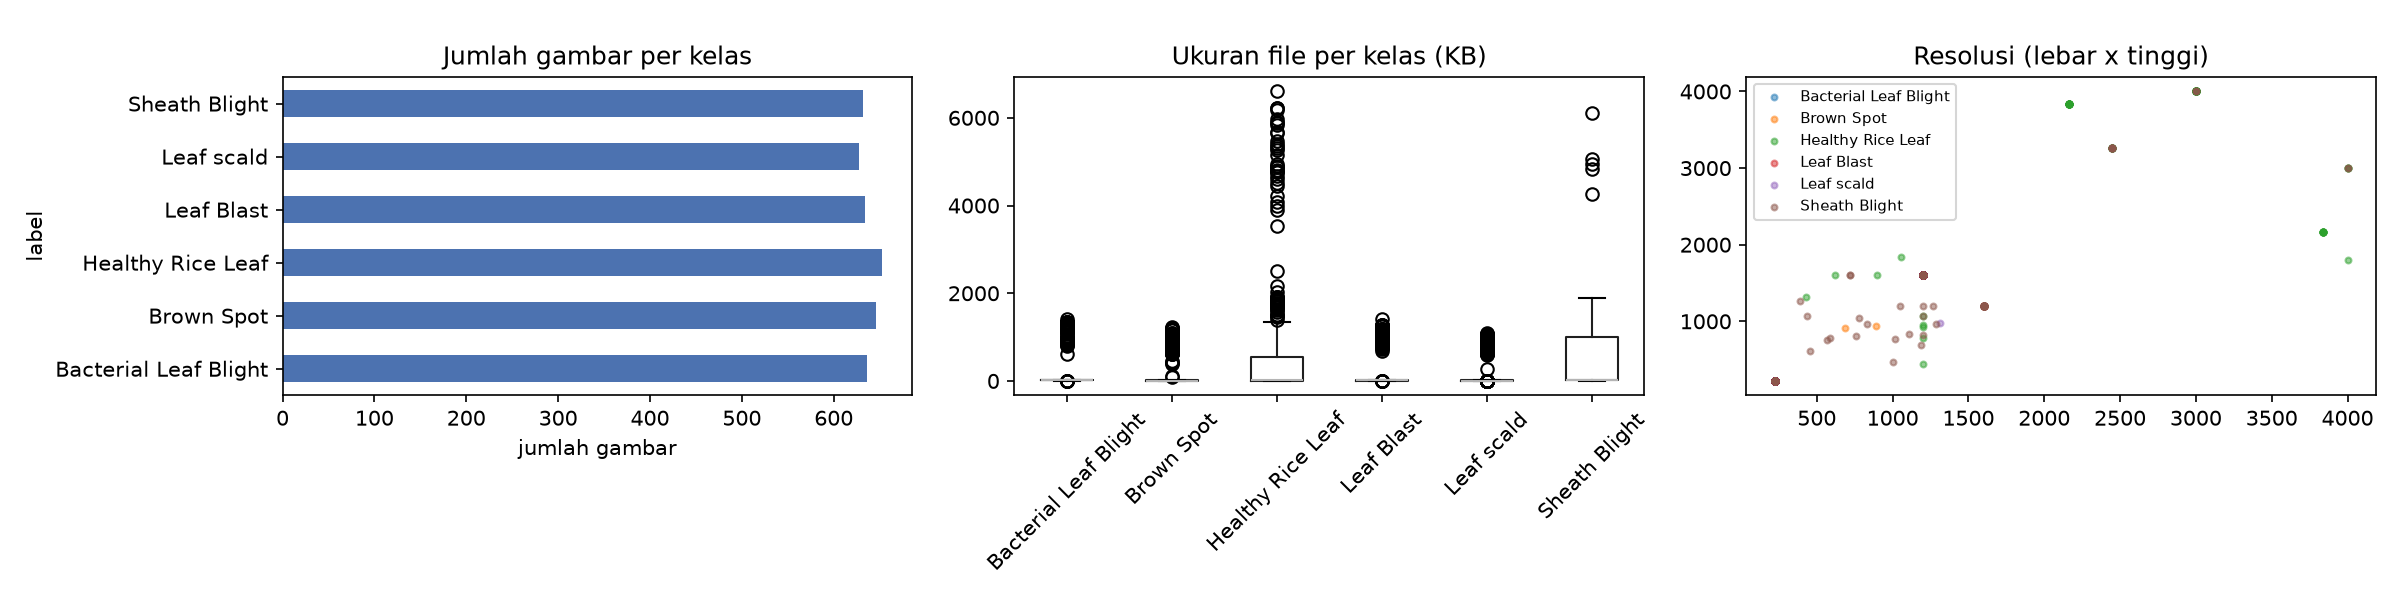 Jumlah gambar per kelas
label
Sheath Blight
Leaf scald
Leaf Blast
Healthy Rice Leaf
Brown Spot
Bacterial Leaf Blight
0 100 200 300 400 500 600
jumlah gambar
Ukuran file per kelas (KB)
6000
4000
2000
0
Bacterial Leaf Blight
Brown Spot
Healthy Rice Leaf
Leaf Blast
Leaf scald
Sheath Blight
Resolusi (lebar x tinggi)
4000
3000
2000
1000
Bacterial Leaf Blight
Brown Spot
Healthy Rice Leaf
Leaf Blast
Leaf scald
Sheath Blight
500 1000 1500 2000 2500 3000 3500 4000